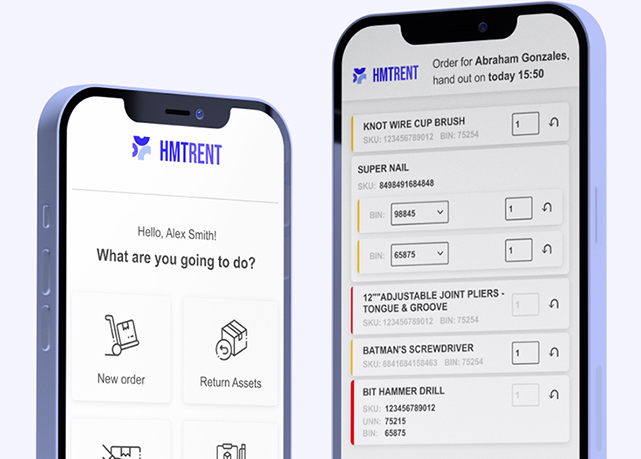 HMTRENT
Hello, Alex Smith!
What are you going to do?
New order
Return Assets
HMTRENT
Order for Abraham Gonzales,
hand out on today 15:50
KNOT WIRE CUP BRUSH
SKU: 123456789012 BIN: 75254
1
SUPER NAIL
SKU: 8498491684848
BIN: 98845
1
BIN: 65875
1
12""ADJUSTABLE JOINT PLIERS -
TONGUE & GROOVE
SKU: 123456789012 BIN: 75254
1
BATMAN'S SCREWDRIVER
SKU: 6841684158463 BIN: 75254
1
BIT HAMMER DRILL
SKU: 123456789012
UNN: 75215
BIN: 65875
1